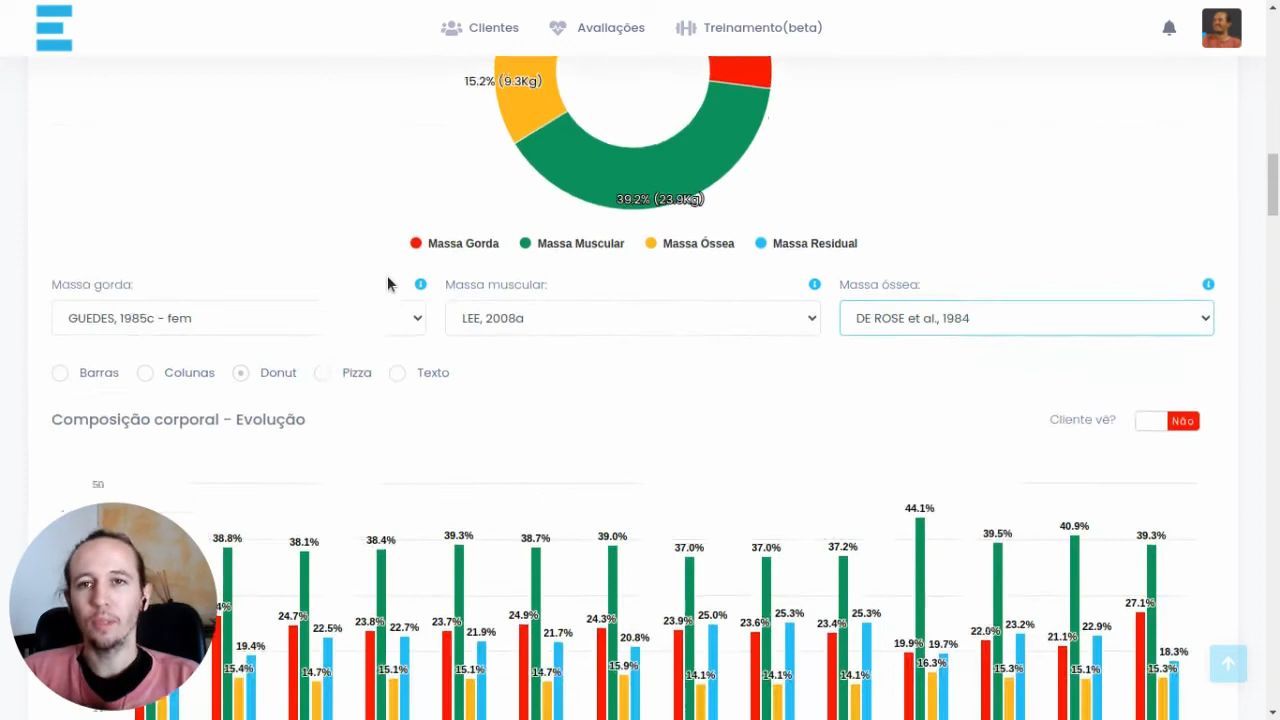 Clientes Avaliações Treinamento(beta)
15.2% (9.3Kg)
39.2% (23.9Kg)
Massa Gorda Massa Muscular Massa Óssea Massa Residual
Massa gorda: Massa muscular: Massa óssea:
GUEDES, 1985c - fem LEE, 2008a DE ROSE et al., 1984
Barras Colunas Donut Pizza Texto
Composição corporal - Evolução Cliente vê? Não
50
44.1%
38.8% 38.1% 38.4% 39.3% 38.7% 39.0% 37.0% 37.0% 37.2% 39.5% 40.9% 39.3%
24.7% 23.8% 23.7% 24.9% 24.3% 23.9% 23.6% 23.4% 19.9% 22.0% 21.1% 27.1%
19.4% 22.5% 22.7% 21.9% 21.7% 20.8% 25.0% 25.3% 25.3% 19.7% 23.2% 22.9% 18.3%
15.4% 14.7% 15.1% 15.1% 14.7% 15.9% 14.1% 14.1% 14.1% 16.3% 15.3% 15.1% 15.3%